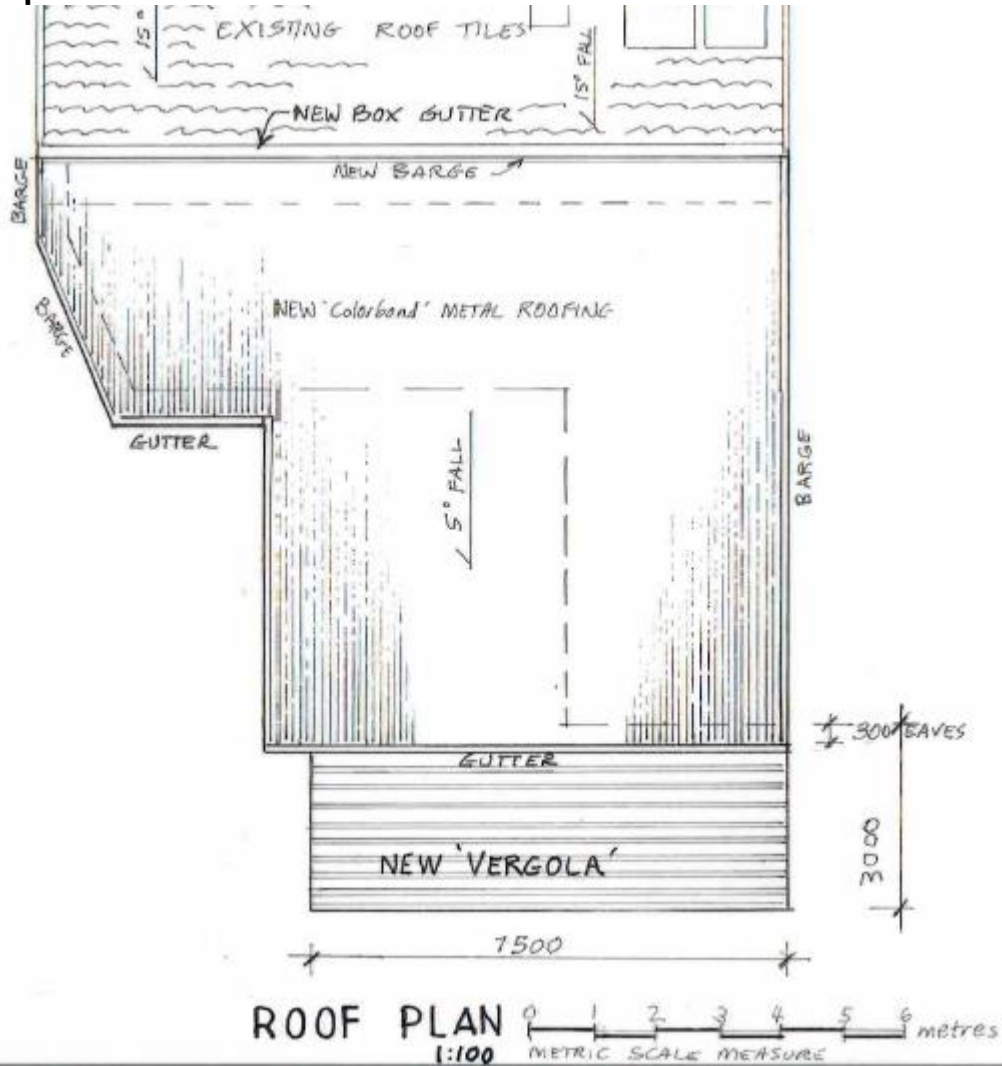 15°
EXISTING ROOF TILES
15° FALL
NEW BOX GUTTER
NEW BARGE
BARGE
BARGE
NEW 'Colorbond' METAL ROOFING
GUTTER
5° FALL
BARGE
300 EAVES
GUTTER
3000
NEW 'VERGOLA'
7500
ROOF PLAN
1:100
0 1 2 3 4 5 6 metres
METRIC SCALE MEASURE